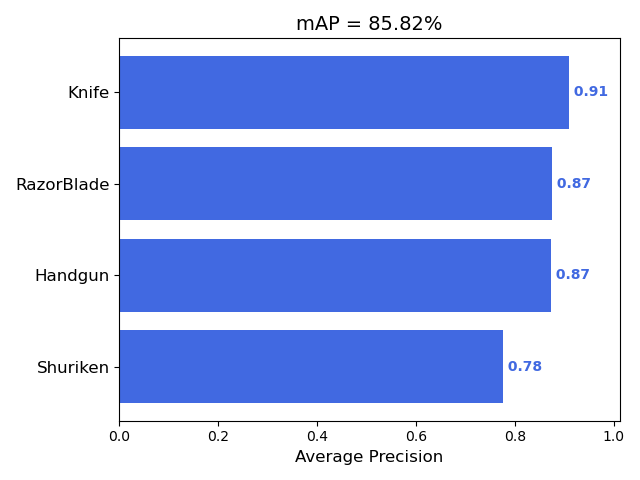 mAP = 85.82%
Knife
0.91
RazorBlade
0.87
Handgun
0.87
Shuriken
0.78
0.0 0.2 0.4 0.6 0.8 1.0
Average Precision